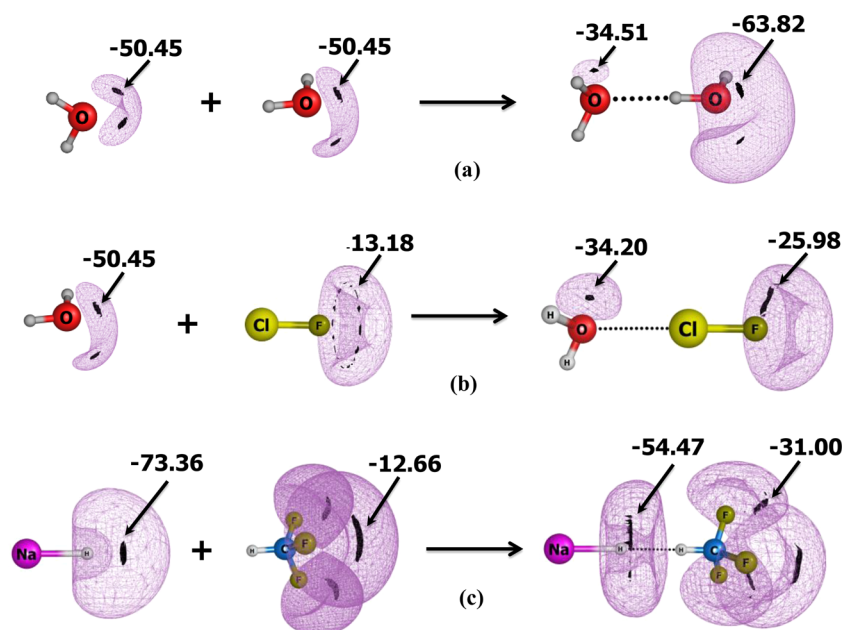 -50.45 -50.45 -34.51 -63.82
O + O O O
(a)
-50.45 -13.18 -34.20 -25.98
O + Cl F H O H Cl F
(b)
-73.36 -12.66 -54.47 -31.00
Na H + H C F F F Na H H C F F F
(c)